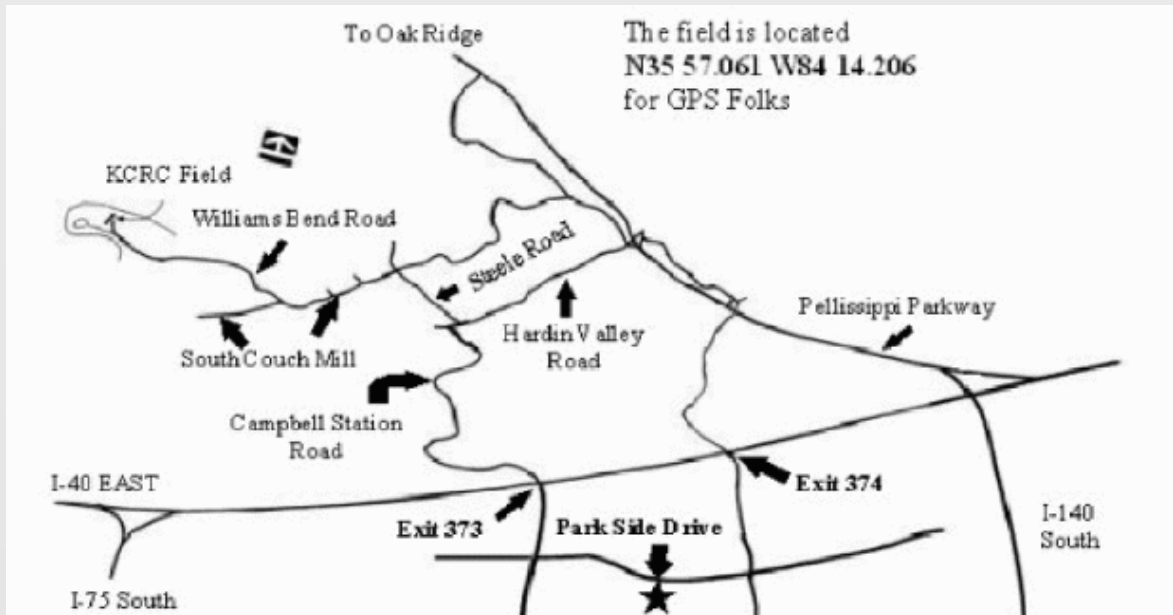 To Oak Ridge
The field is located
N35 57.061 W84 14.206
for GPS Folks
KCRC Field
Williams Bend Road
Steele Road
Pellissippi Parkway
Hardin Valley
Road
South Couch Mill
Campbell Station
Road
I-40 EAST
Exit 374
Exit 373
Park Side Drive
I-140
South
I-75 South